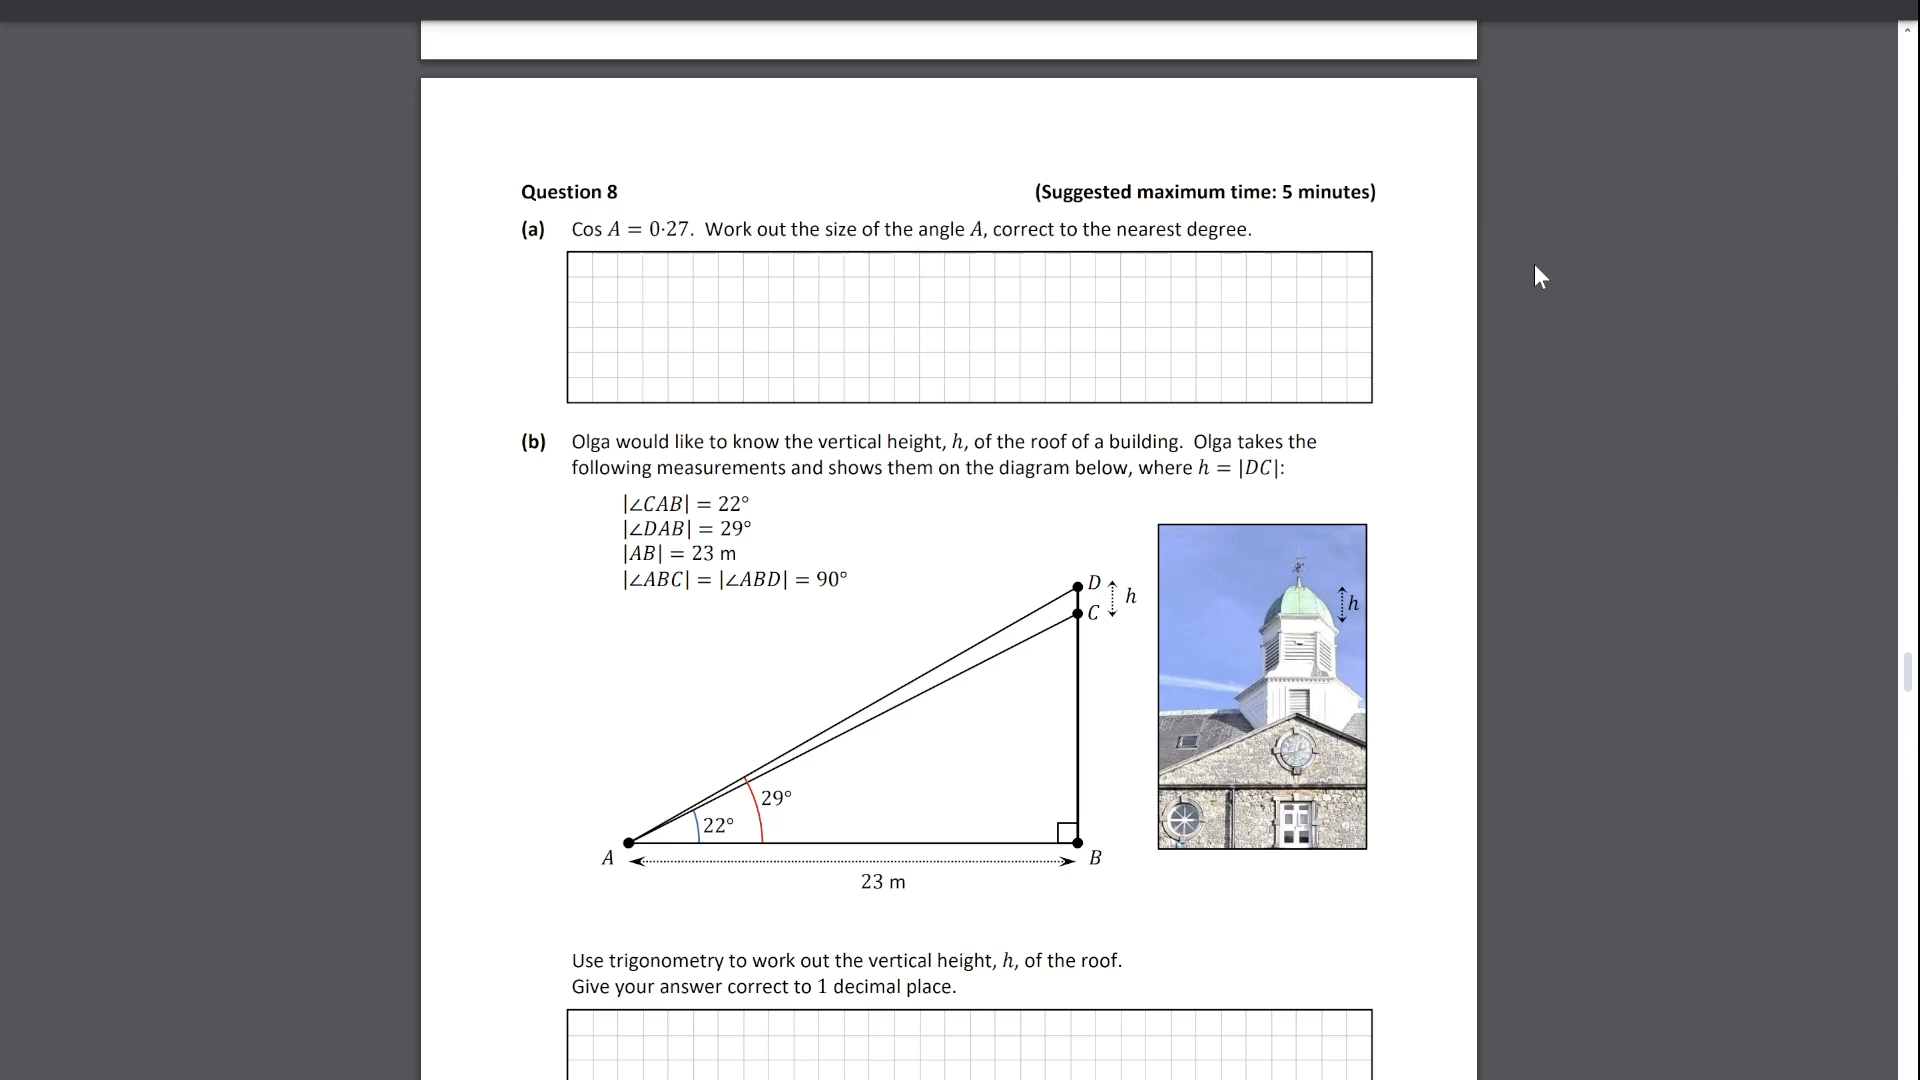 Question 8
(Suggested maximum time: 5 minutes)
(a) Cos A = 0·27. Work out the size of the angle A, correct to the nearest degree.
(b) Olga would like to know the vertical height, h, of the roof of a building. Olga takes the
following measurements and shows them on the diagram below, where h = |DC|:
|∠CAB| = 22°
|∠DAB| = 29°
|AB| = 23 m
|∠ABC| = |∠ABD| = 90°
D
h
C
h
29°
22°
A
B
23 m
Use trigonometry to work out the vertical height, h, of the roof.
Give your answer correct to 1 decimal place.